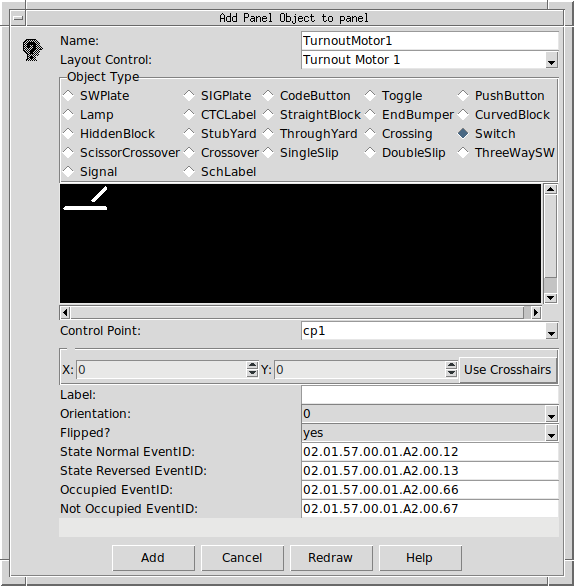 Add Panel Object to panel
Name: TurnoutMotor1
Layout Control: Turnout Motor 1
Object Type
SWPlate SIGPlate CodeButton Toggle PushButton
Lamp CTCLabel StraightBlock EndBumper CurvedBlock
HiddenBlock StubYard ThroughYard Crossing Switch
ScissorCrossover Crossover SingleSlip DoubleSlip ThreeWaySW
Signal SchLabel
Control Point: cp1
X: 0 Y: 0 Use Crosshairs
Label:
Orientation: 0
Flipped? yes
State Normal EventID: 02.01.57.00.01.A2.00.12
State Reversed EventID: 02.01.57.00.01.A2.00.13
Occupied EventID: 02.01.57.00.01.A2.00.66
Not Occupied EventID: 02.01.57.00.01.A2.00.67
Add Cancel Redraw Help